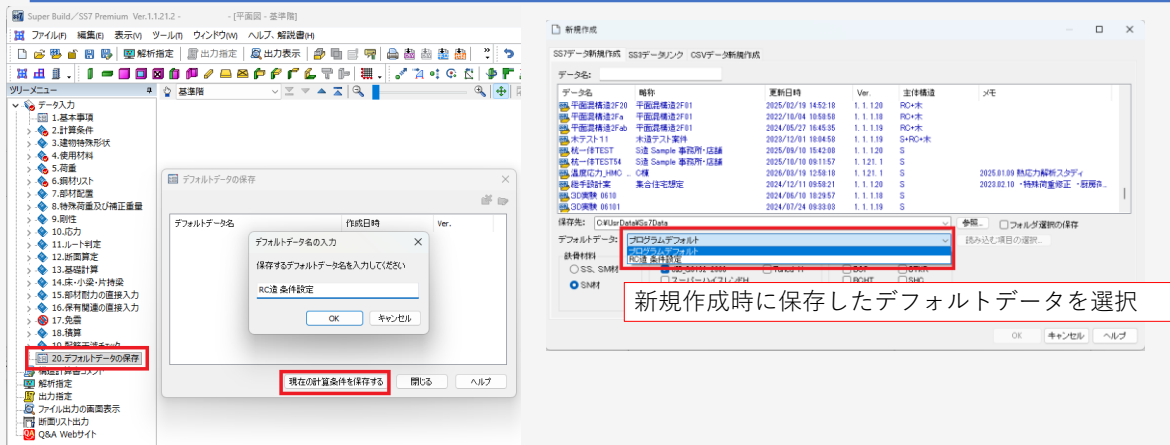 Super Build／SS7 Premium Ver.1.1.21.2 - - [平面図 - 基準階]
ファイル(F) 編集(E) 表示(V) ツール(T) ウィンドウ(W) ヘルプ、解説書(H)
解析指定 出力指定 出力表示
ツリーメニュー
基準階
データ入力
1.基本事項
2.計算条件
3.建物特殊形状
4.使用材料
5.荷重
6.鋼材リスト
7.部材配置
8.特殊荷重及び補正重量
9.剛性
10.応力
11.ルート判定
12.断面算定
13.基礎計算
14.床・小梁・片持梁
15.部材耐力の直接入力
16.保有関連の直接入力
17.免震
18.積算
20.デフォルトデータの保存
構造計算書コメント
解析指定
出力指定
ファイル出力の画面表示
断面リスト出力
Q&A Webサイト
デフォルトデータの保存
デフォルトデータ名 作成日時 Ver.
デフォルトデータ名の入力
保存するデフォルトデータ名を入力してください
RC造 条件設定
OK キャンセル
現在の計算条件を保存する 閉じる ヘルプ
新規作成
SS7データ新規作成 SS3データリンク CSVデータ新規作成
データ名:
データ名 略称 更新日時 Ver. 主体構造 メモ
平面混構造2F20 平面混構造2F01 2025/02/19 14:52:18 1. 1. 1.20 RC+木
平面混構造2Fa 平面混構造2F01 2022/10/04 10:58:58 1. 1. 1.18 RC+木
平面混構造2Fab 平面混構造2F01 2024/05/27 16:45:35 1. 1. 1.19 RC+木
木テスト11 木造テスト案件 2023/12/01 18:04:58 1. 1. 1.19 S+RC+木
杭一体TEST S造 Sample 事務所・店舗 2025/09/10 15:42:08 1. 1. 1.20 S
杭一体TEST54 S造 Sample 事務所・店舗 2025/10/10 09:11:57 1. 1.21. 1 S
温度応力_HMC ... C棟 2026/03/19 12:58:18 1. 1.21. 1 S 2025.01.09 熱応力解析スタディ
総手設計案 集合住宅想定 2024/12/11 09:58:21 1. 1. 1.20 S 2023.02.10 ・特殊荷重修正 ・厨房存...
3D実験 0610 2024/06/10 18:29:57 1. 1. 1.18 S
3D実験 06101 2024/07/24 09:33:03 1. 1. 1.19 S
保存先: C:¥UsrData¥Ss7Data 参照... フォルダ選択の保存
デフォルトデータ: プログラムデフォルト 読み込む項目の選択...
プログラムデフォルト
RC造 条件設定
鉄骨材料
SS、SM材
SN材
新規作成時に保存したデフォルトデータを選択
OK キャンセル ヘルプ